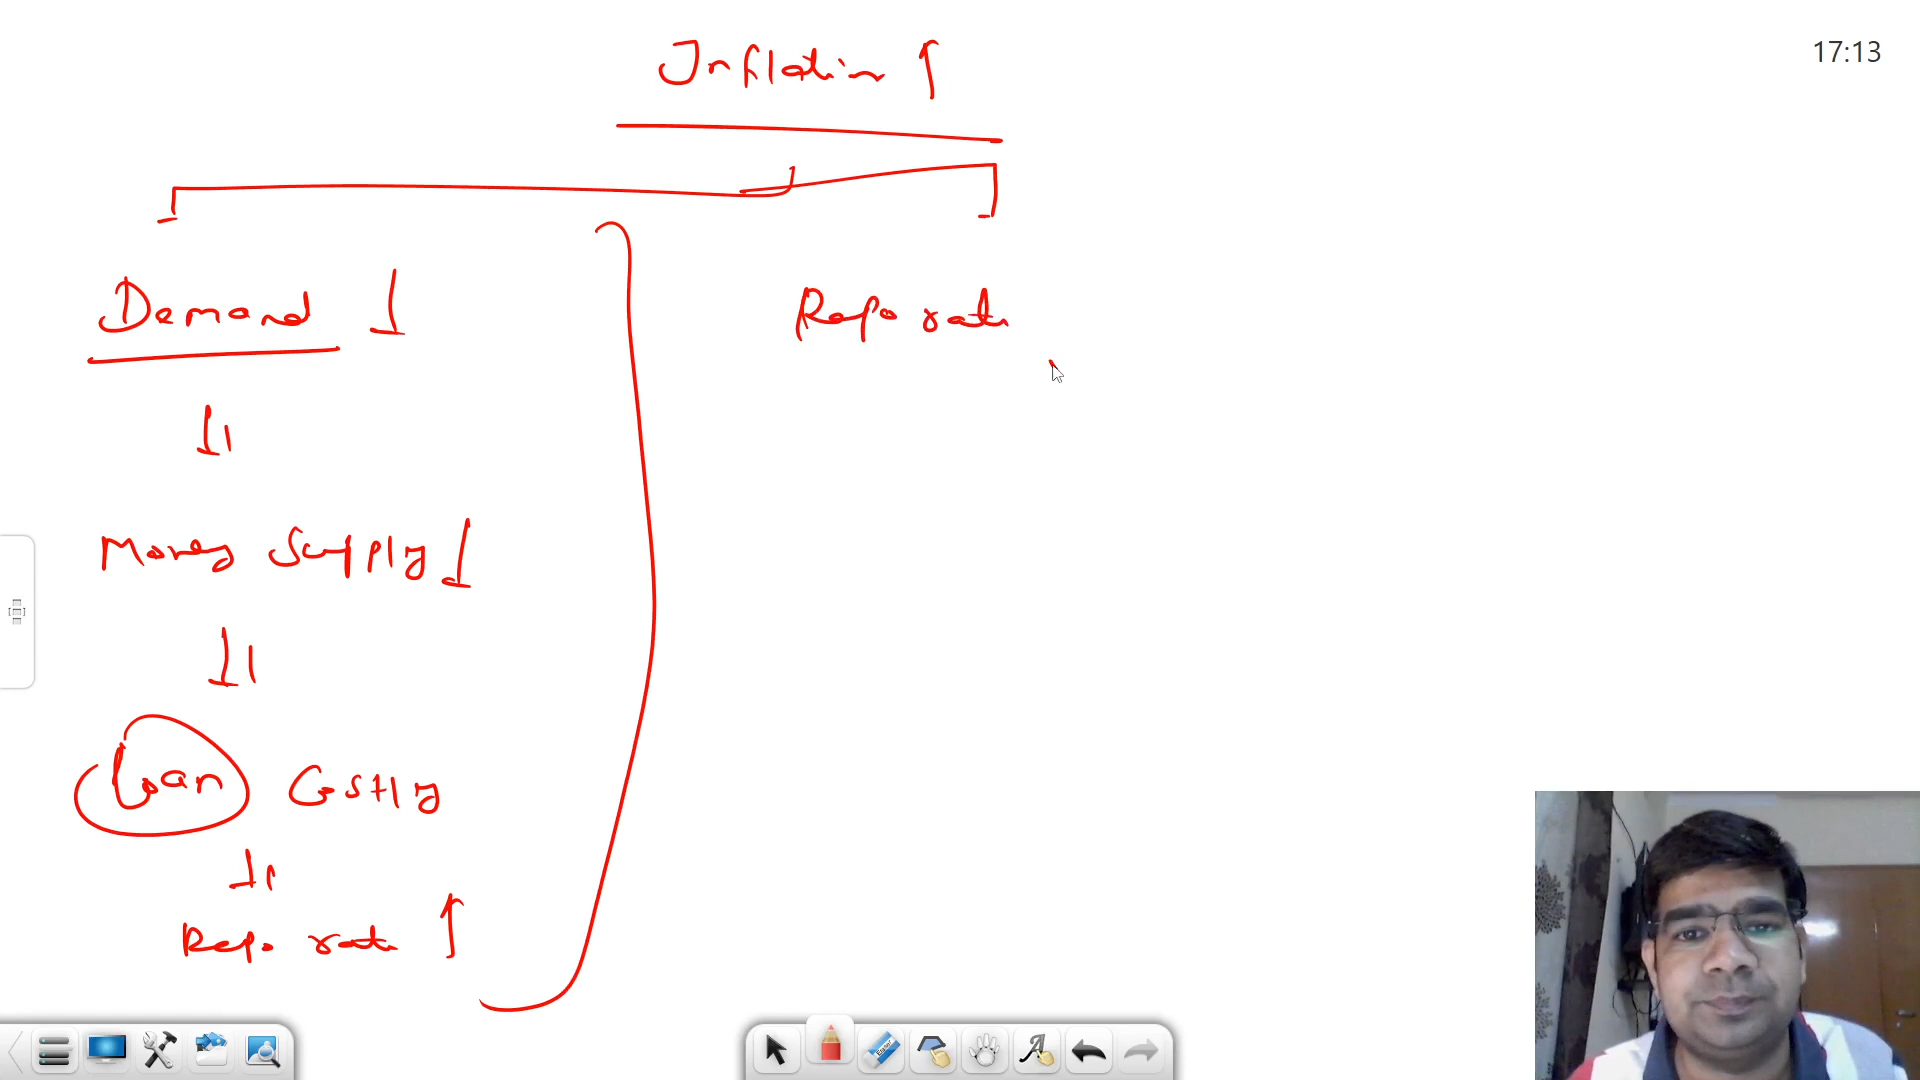 17:13
Inflation ↑
Demand ↓
Repo rate
Money Supply ↓
Loan Costly
Repo rate ↑